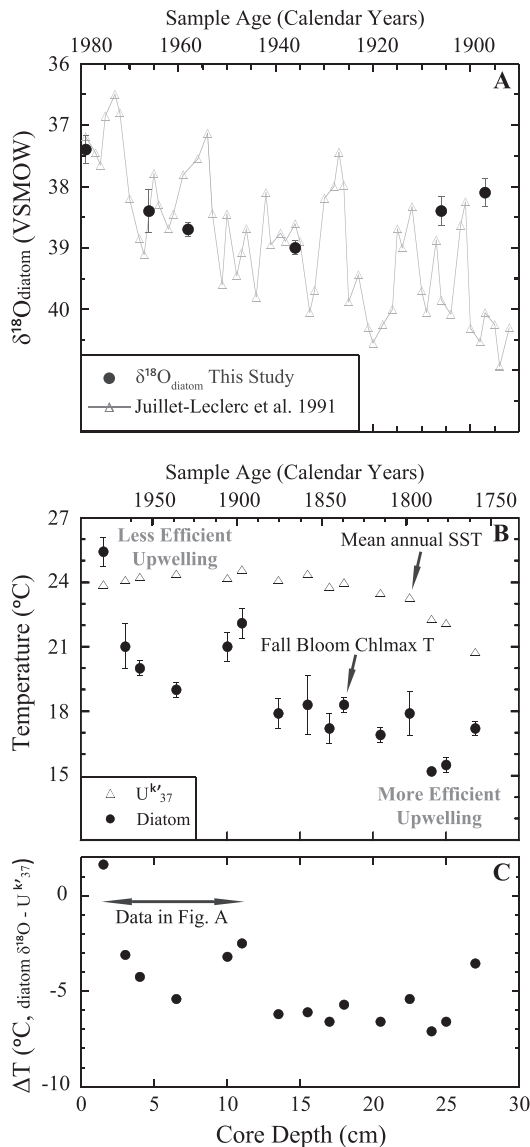 Sample Age (Calendar Years)
1980 1960 1940 1920 1900
A
36
37
38
39
40
δ¹⁸Odiatom (VSMOW)
δ¹⁸Odiatom This Study
Juillet-Leclerc et al. 1991
Sample Age (Calendar Years)
1950 1900 1850 1800 1750
B
27
24
21
18
15
Temperature (ºC)
Less Efficient
Upwelling
Mean annual SST
Fall Bloom Chlmax T
Uᵏ′37
Diatom
More Efficient
Upwelling
C
0
-5
-10
ΔT (ºC, diatom δ¹⁸O - Uᵏ′37)
Data in Fig. A
0 5 10 15 20 25 30
Core Depth (cm)